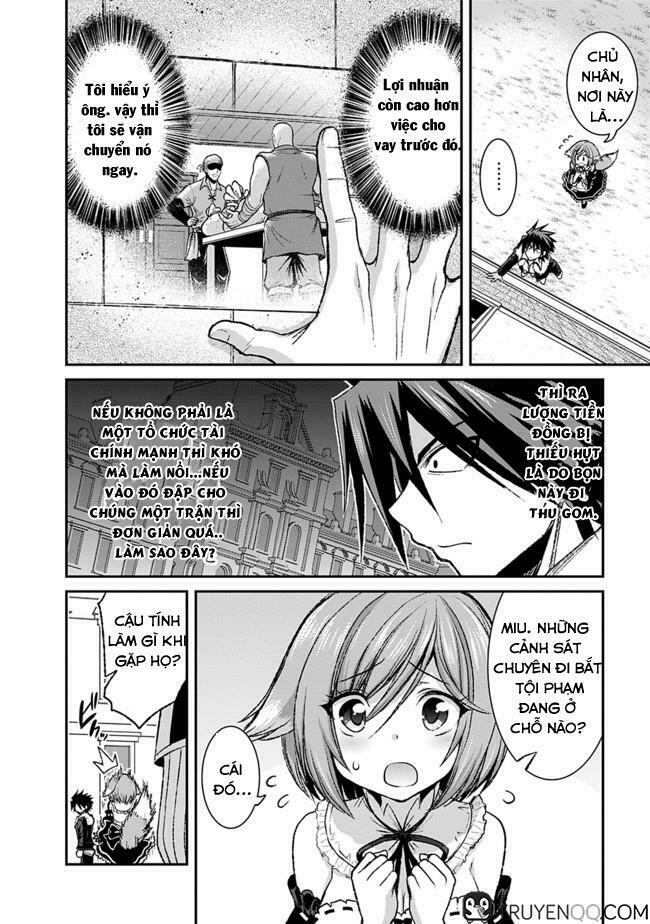 CHỦ
NHÂN,
NƠI NÀY
LÀ...
......
Lợi nhuận
còn cao hơn
việc cho
vay trước đó.
Tôi hiểu ý
ông. vậy thì
tôi sẽ vận
chuyển nó
ngay.
THÌ RA
LƯỢNG TIỀN
ĐỒNG BỊ
THIẾU HỤT
LÀ DO BỌN
NÀY ĐI
THU GOM.
NẾU KHÔNG PHẢI LÀ
MỘT TỔ CHỨC TÀI
CHÍNH MẠNH THÌ KHÓ
MÀ LÀM NỔI...NẾU
VÀO ĐÓ ĐẬP CHO
CHÚNG MỘT TRẬN THÌ
ĐƠN GIẢN QUÁ..
LÀM SAO ĐÂY?
MIU. NHỮNG
CẢNH SÁT
CHUYÊN ĐI BẮT
TỘI PHẠM
ĐANG Ở
CHỖ NÀO?
CÁI
ĐÓ...
CẬU TÍNH
LÀM GÌ KHI
GẶP HỌ?
TRUYENQQ.COM